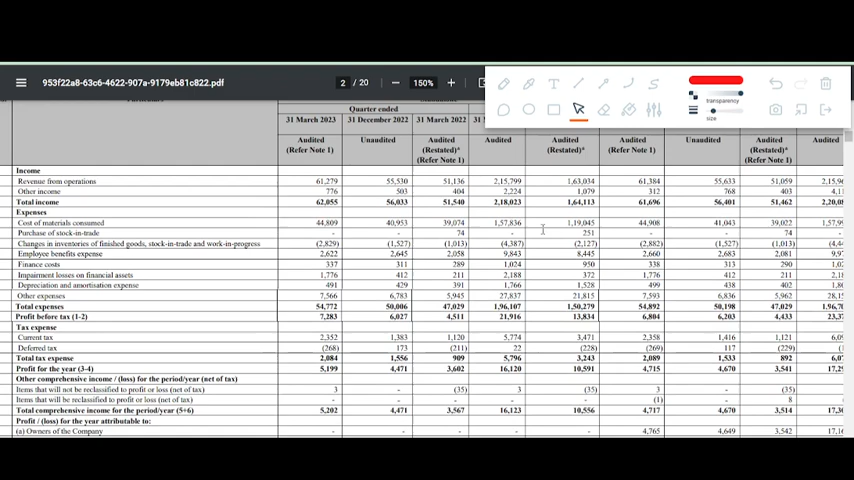 953f22a8-63c6-4622-907a-9179eb81c822.pdf
2 / 20
150%
transparency
size
Quarter ended
31 March 2023 31 December 2022 31 March 2022
Audited (Refer Note 1) Unaudited Audited (Restated)* (Refer Note 1) Audited Audited (Restated)* Audited (Refer Note 1) Unaudited Audited (Restated)* (Refer Note 1) Audited
Income
Revenue from operations 61,279 55,530 51,136 2,15,799 1,63,034 61,384 55,633 51,059
Other income 776 503 404 2,224 1,079 312 768 403
Total income 62,055 56,033 51,540 2,18,023 1,64,113 61,696 56,401 51,462
Expenses
Cost of materials consumed 44,809 40,953 39,074 1,57,836 1,19,045 44,908 41,043 39,022
Purchase of stock-in-trade - - 74 - 251 - - 74
Changes in inventories of finished goods, stock-in-trade and work-in-progress (2,829) (1,527) (1,013) (4,387) (2,127) (2,882) (1,527) (1,013)
Employee benefits expense 2,622 2,645 2,058 9,843 8,445 2,660 2,683 2,081
Finance costs 337 311 289 1,024 950 338 313 290
Impairment losses on financial assets 1,776 412 211 2,188 372 1,776 412 211
Depreciation and amortisation expense 491 429 391 1,766 1,528 499 438 402
Other expenses 7,566 6,783 5,945 27,837 21,815 7,593 6,836 5,962
Total expenses 54,772 50,006 47,029 1,96,107 1,50,279 54,892 50,198 47,029
Profit before tax (1-2) 7,283 6,027 4,511 21,916 13,834 6,804 6,203 4,433
Tax expense
Current tax 2,352 1,383 1,120 5,774 3,471 2,358 1,416 1,121
Deferred tax (268) 173 (211) 22 (228) (269) 117 (229)
Total tax expense 2,084 1,556 909 5,796 3,243 2,089 1,533 892
Profit for the year (3-4) 5,199 4,471 3,602 16,120 10,591 4,715 4,670 3,541
Other comprehensive income / (loss) for the period/year (net of tax)
Items that will not be reclassified to profit or loss (net of tax) 3 - (35) 3 (35) 3 - (35)
Items that will be reclassified to profit or loss (net of tax) - - - - - (1) - 8
Total comprehensive income for the period/year (5+6) 5,202 4,471 3,567 16,123 10,556 4,717 4,670 3,514
Profit / (loss) for the year attributable to:
(a) Owners of the Company - - - - - 4,765 4,649 3,542